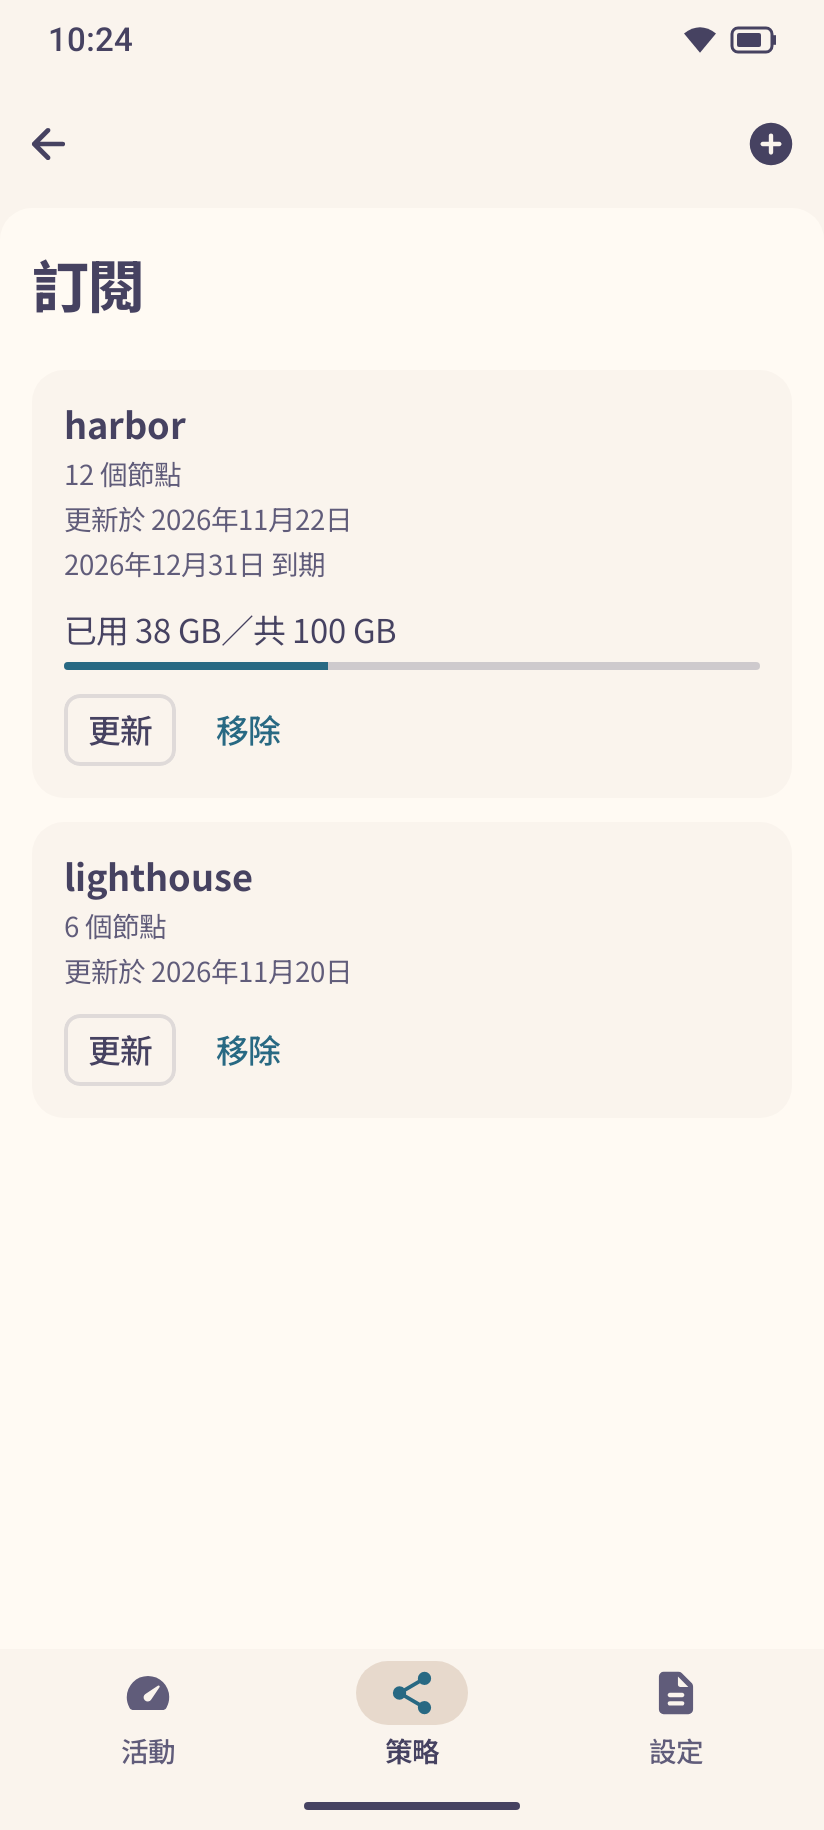 10:24
訂閱
harbor
12 個節點
更新於 2026年11月22日
2026年12月31日 到期
已用 38 GB／共 100 GB
更新 移除
lighthouse
6 個節點
更新於 2026年11月20日
更新 移除
活動 策略 設定